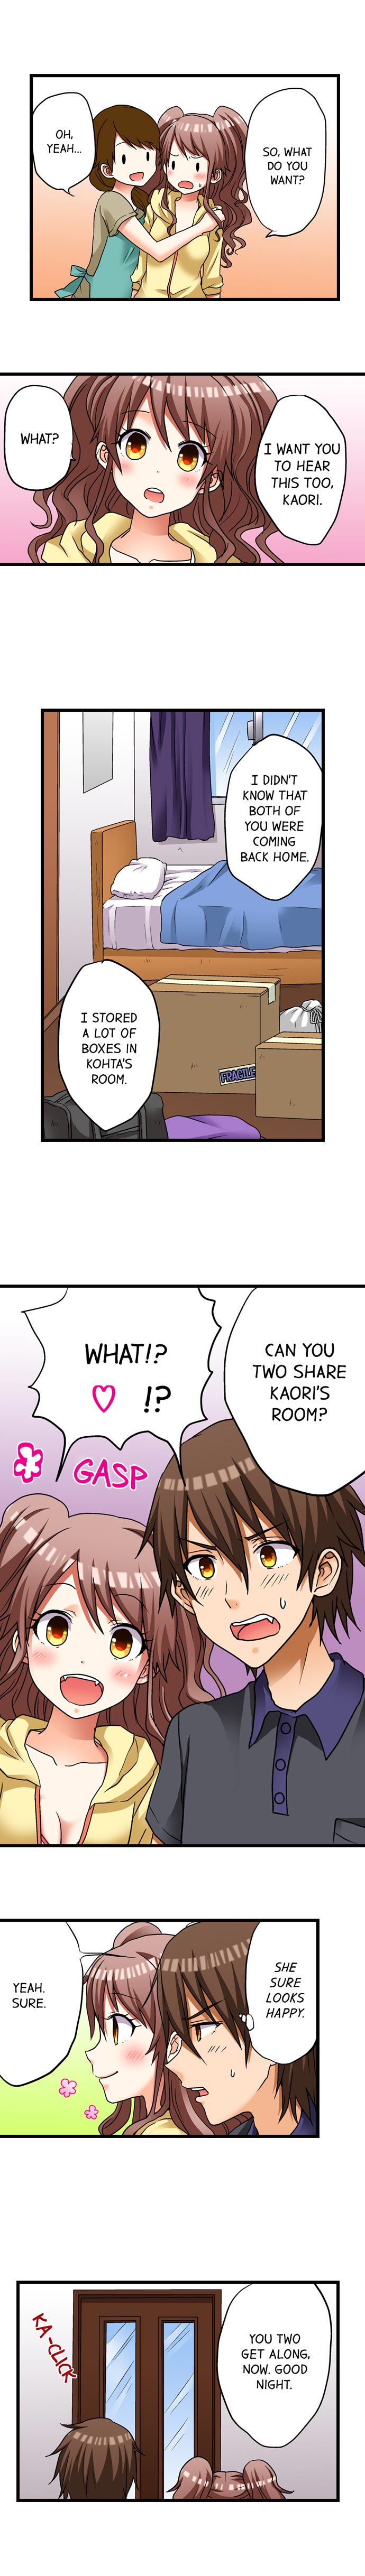 OH,
YEAH...
SO, WHAT
DO YOU
WANT?
WHAT?
I WANT YOU
TO HEAR
THIS TOO,
KAORI.
I DIDN'T
KNOW THAT
BOTH OF
YOU WERE
COMING
BACK HOME.
I STORED
A LOT OF
BOXES IN
KOHTA'S
ROOM.
FRAGILE
CAN YOU
TWO SHARE
KAORI'S
ROOM?
WHAT!?
♡ !?
GASP
SHE
SURE
LOOKS
HAPPY.
YEAH.
SURE.
KA-CLICK
YOU TWO
GET ALONG,
NOW. GOOD
NIGHT.